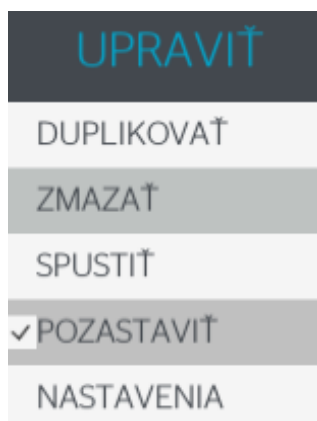 UPRAVIŤ
DUPLIKOVAŤ
ZMAZAŤ
SPUSTIŤ
POZASTAVIŤ
NASTAVENIA